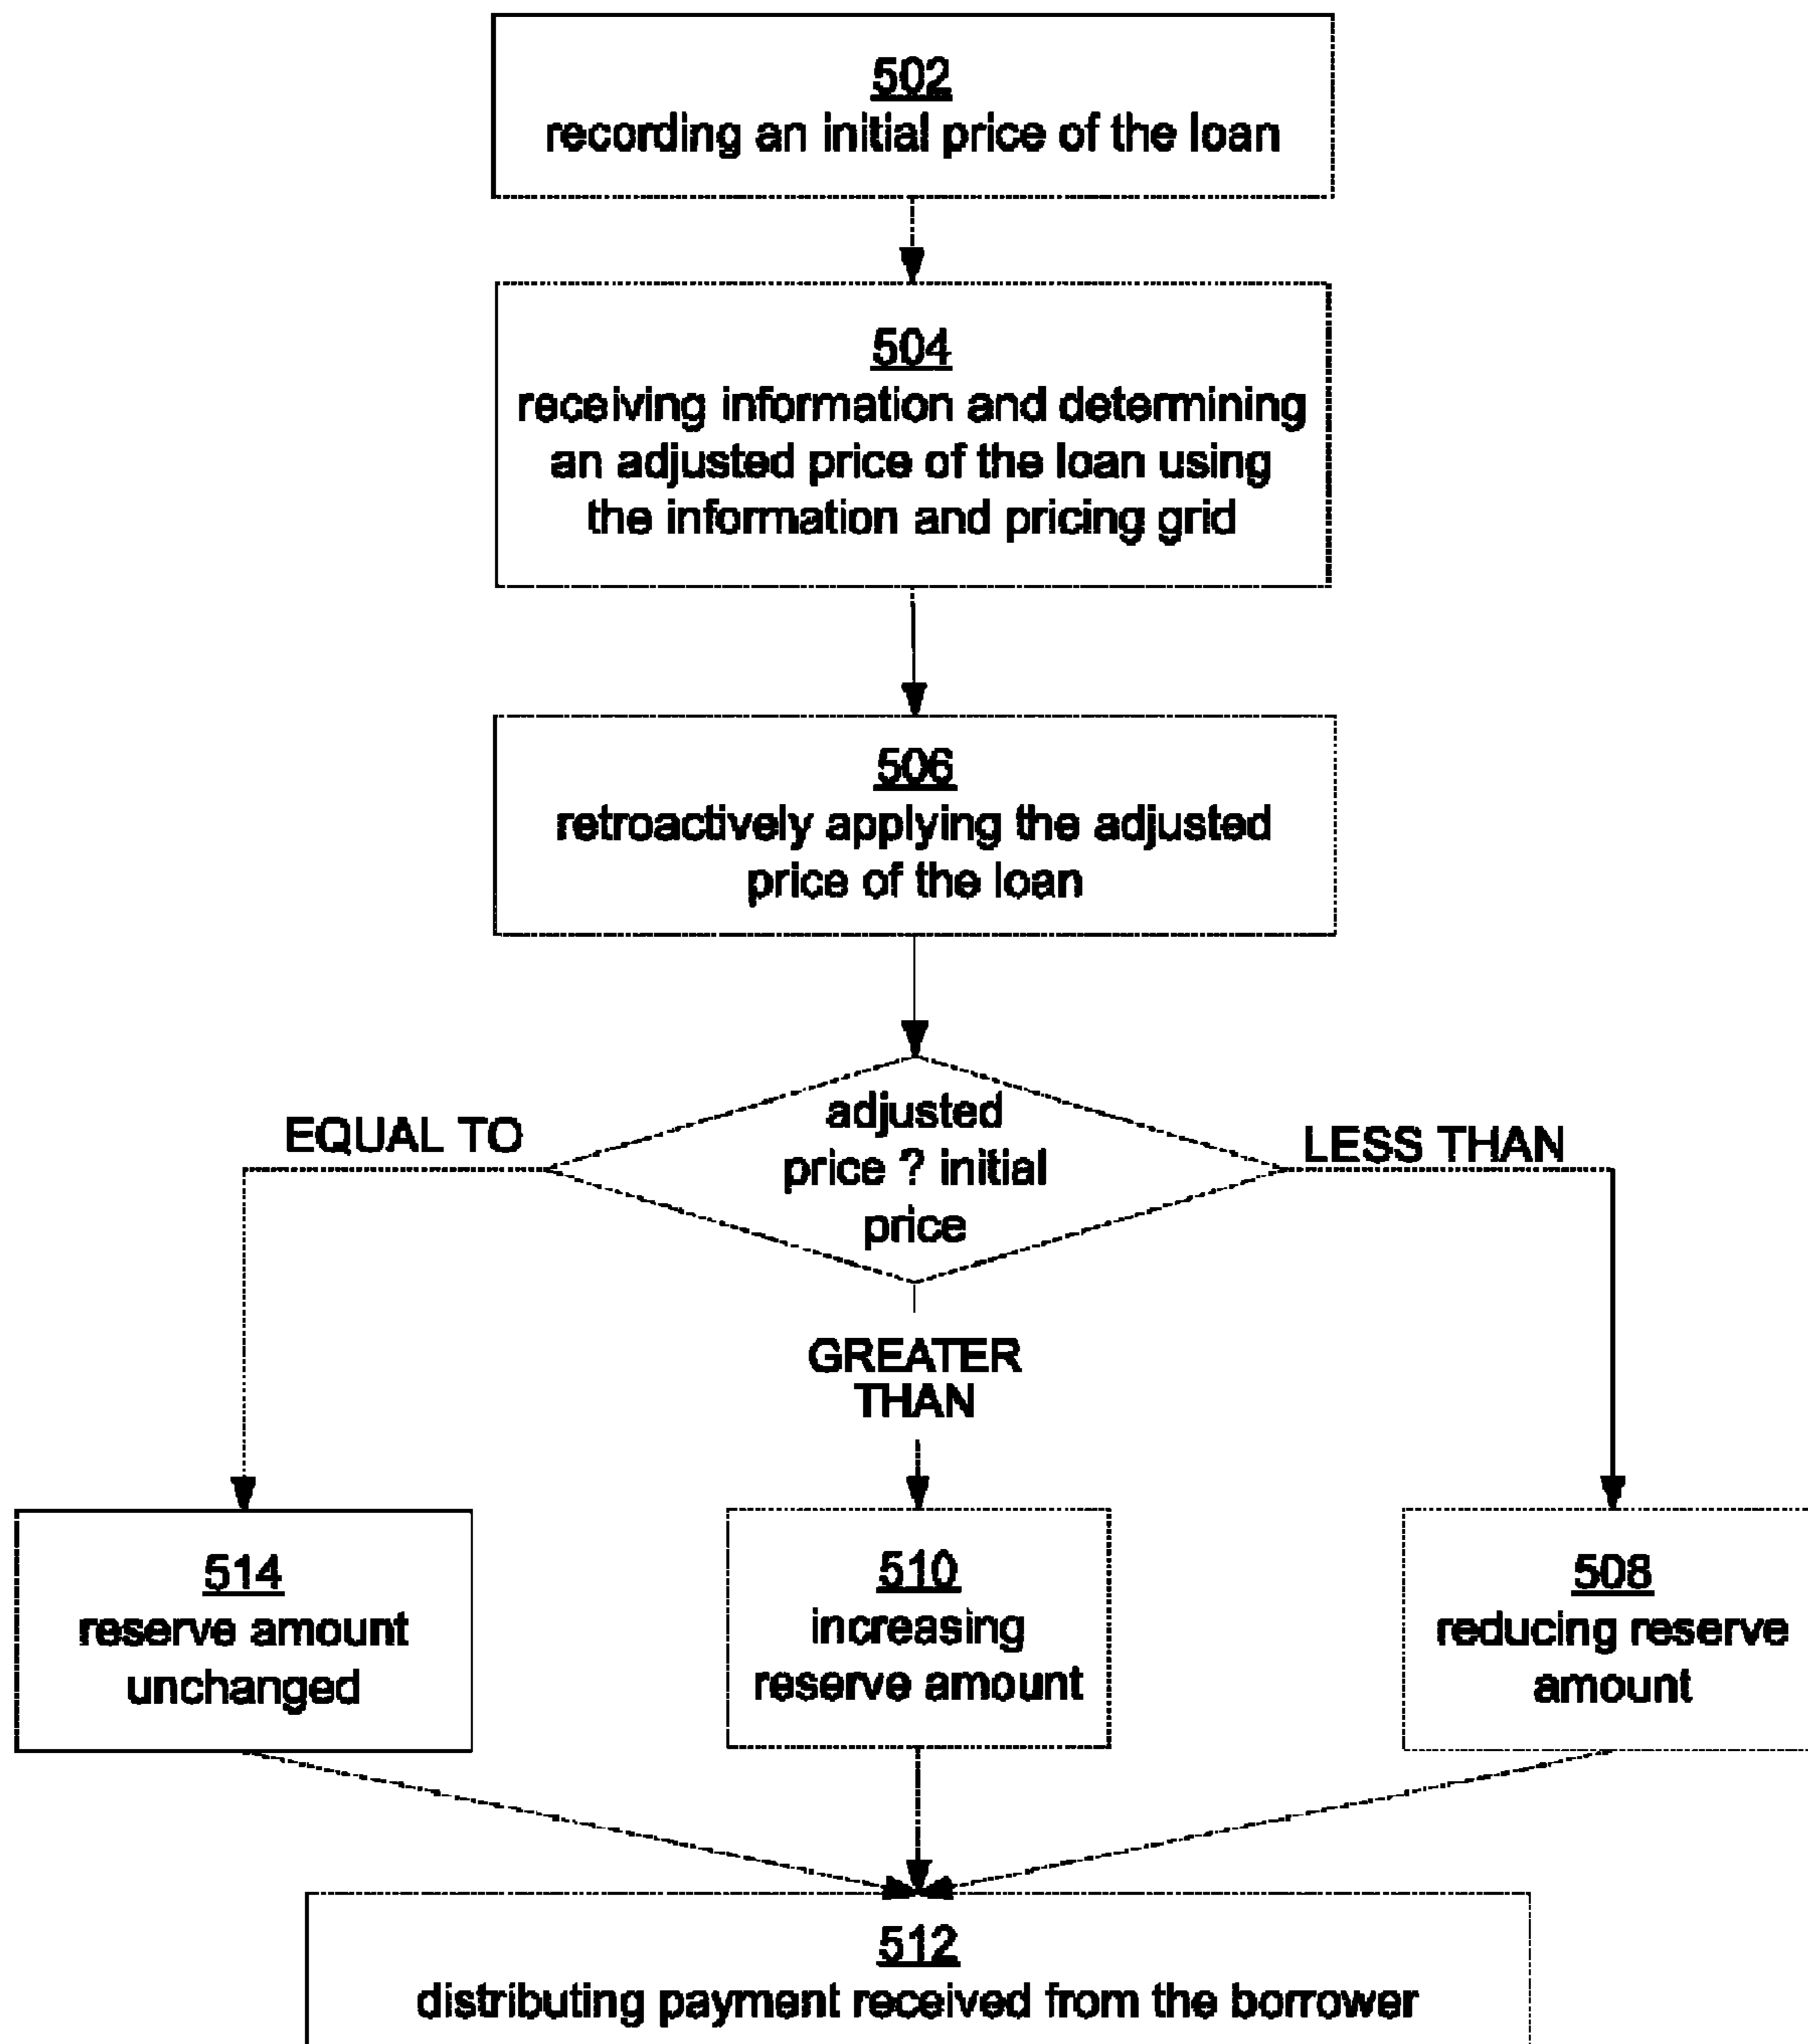 502
recording an initial price of the loan
504
receiving information and determining
an adjusted price of the loan using
the information and pricing grid
506
retroactively applying the adjusted
price of the loan
adjusted
price ? initial
price
EQUAL TO
LESS THAN
GREATER
THAN
514
reserve amount
unchanged
510
increasing
reserve amount
508
reducing reserve
amount
512
distributing payment received from the borrower